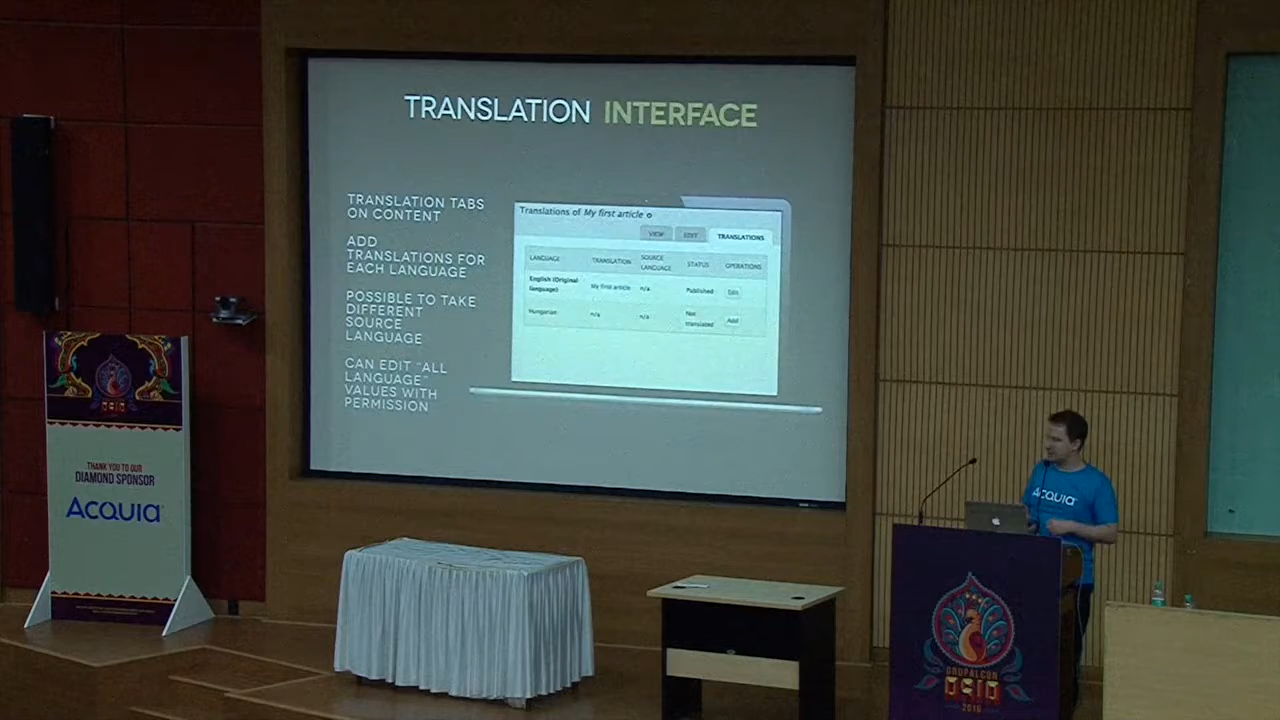 TRANSLATION INTERFACE
TRANSLATION TABS
ON CONTENT
ADD
TRANSLATIONS FOR
EACH LANGUAGE
POSSIBLE TO TAKE
DIFFERENT
SOURCE
LANGUAGE
CAN EDIT "ALL
LANGUAGE"
VALUES WITH
PERMISSION
Translations of My first article
VIEW EDIT TRANSLATIONS
LANGUAGE TRANSLATION SOURCE LANGUAGE STATUS OPERATIONS
English (Original language) My first article n/a Published Edit
Hungarian n/a n/a Not translated Add
THANK YOU TO OUR
DIAMOND SPONSOR
ACQUIA
ACQUIA
DRUPALCON
ASIA
2016